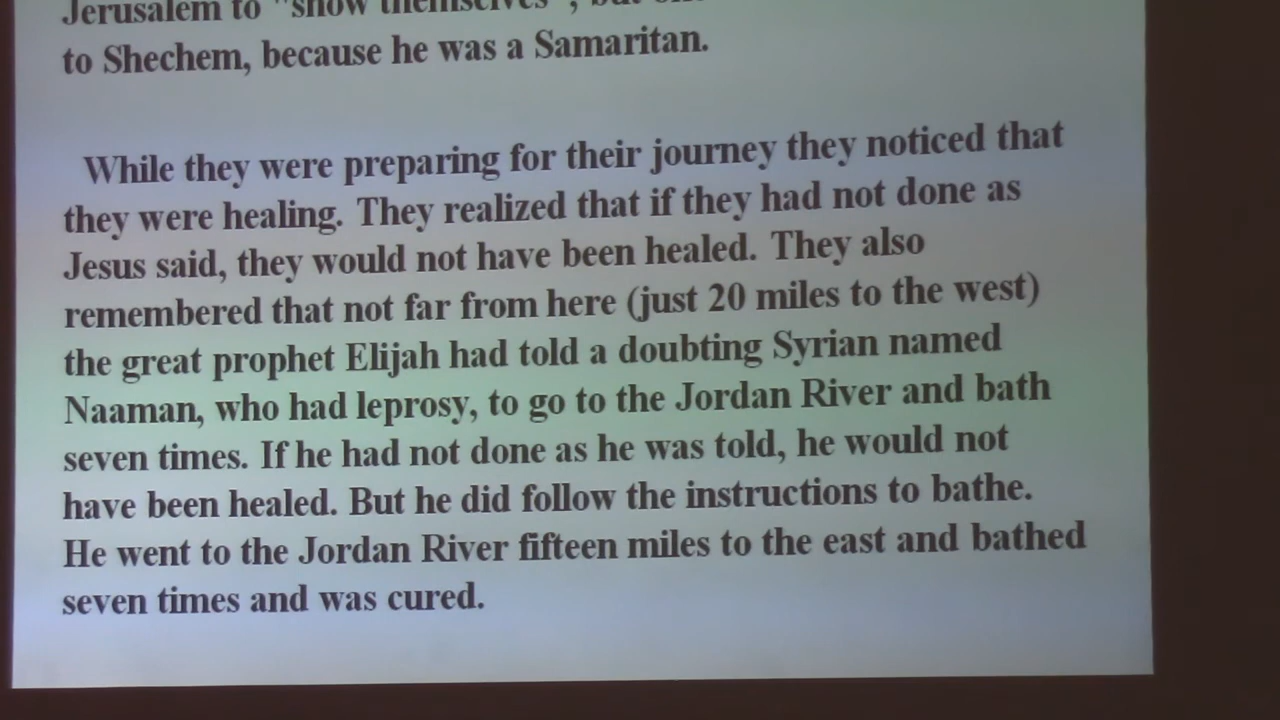 Jerusalem to "show themselves", but
to Shechem, because he was a Samaritan.
While they were preparing for their journey they noticed that
they were healing. They realized that if they had not done as
Jesus said, they would not have been healed. They also
remembered that not far from here (just 20 miles to the west)
the great prophet Elijah had told a doubting Syrian named
Naaman, who had leprosy, to go to the Jordan River and bath
seven times. If he had not done as he was told, he would not
have been healed. But he did follow the instructions to bathe.
He went to the Jordan River fifteen miles to the east and bathed
seven times and was cured.